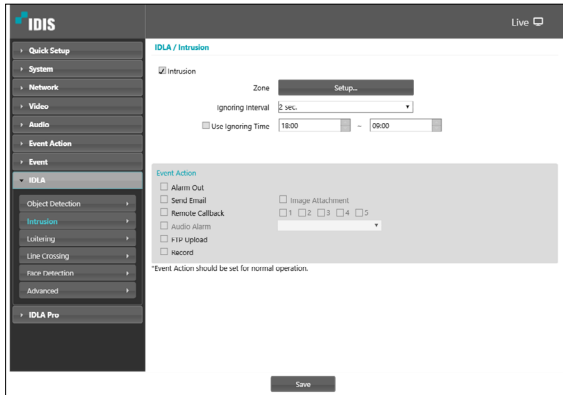 IDIS
Live
Quick Setup
System
Network
Video
Audio
Event Action
Event
IDLA
Object Detection
Intrusion
Loitering
Line Crossing
Face Detection
Advanced
IDLA Pro
IDLA / Intrusion
Intrusion
Zone Setup...
Ignoring Interval 2 sec.
Use Ignoring Time 18:00 ~ 09:00
Event Action
Alarm Out
Send Email Image Attachment
Remote Callback 1 2 3 4 5
Audio Alarm
FTP Upload
Record
*Event Action should be set for normal operation.
Save